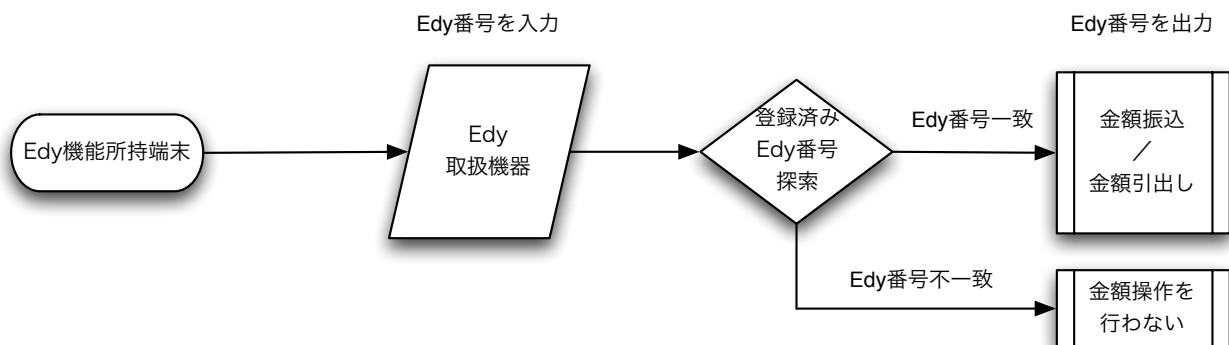 Edy番号を入力
Edy番号を出力
Edy機能所持端末
Edy
取扱機器
登録済み
Edy番号
探索
Edy番号一致
金額振込
／
金額引出し
Edy番号不一致
金額操作を
行わない